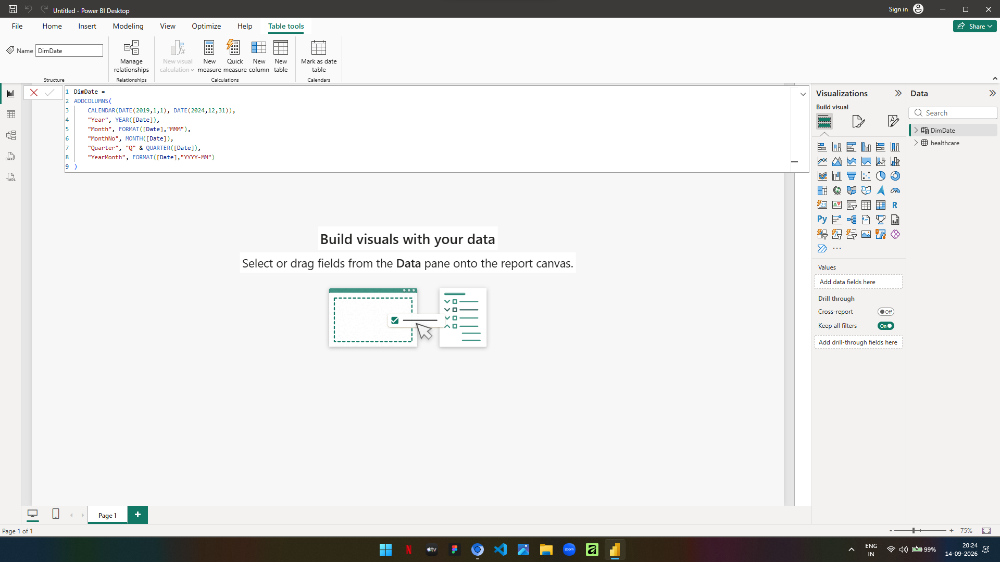 Untitled - Power BI Desktop
Sign in
File Home Insert Modeling View Optimize Help Table tools
Share
Name DimDate
Manage relationships
New visual calculation
New measure
Quick measure
New column
New table
Mark as date table
Structure
Relationships
Calculations
Calendars
1 DimDate =
2 ADDCOLUMNS(
3 CALENDAR(DATE(2019,1,1), DATE(2024,12,31)),
4 "Year", YEAR([Date]),
5 "Month", FORMAT([Date],"MMM"),
6 "MonthNo", MONTH([Date]),
7 "Quarter", "Q" & QUARTER([Date]),
8 "YearMonth", FORMAT([Date],"YYYY-MM")
9 )
DAX
TMDL
Build visuals with your data
Select or drag fields from the Data pane onto the report canvas.
Visualizations
Build visual
123
R
Py
Values
Add data fields here
Drill through
Cross-report Off
Keep all filters On
Add drill-through fields here
Data
Search
DimDate
healthcare
Page 1
Page 1 of 1
- + 75%
N
tv
zoom
ENG
IN
99%
20:24
14-09-2026